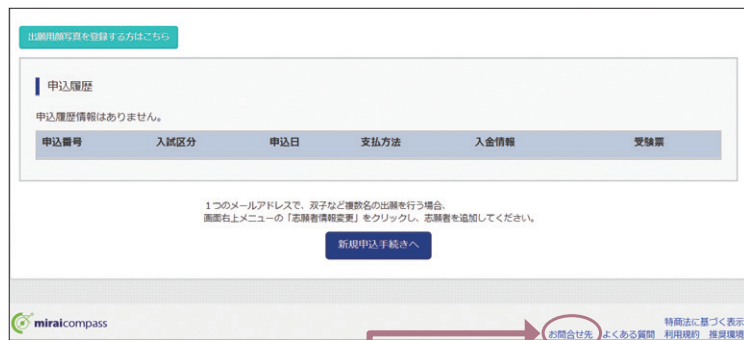 出願用顔写真を登録する方はこちら
申込履歴
申込履歴情報はありません。
申込番号 入試区分 申込日 支払方法 入金情報 受験票
1つのメールアドレスで、双子など複数名の出願を行う場合、
画面右上メニューの「志願者情報変更」をクリックし、志願者を追加してください。
新規申込手続きへ
miraicompass
特商法に基づく表示
お問合せ先 よくある質問 利用規約 推奨環境